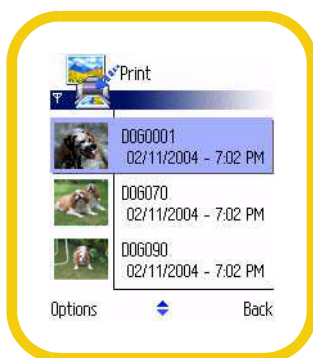 Print
DOG0001
02/11/2004 - 7:02 PM
DOG070
02/11/2004 - 7:02 PM
DOG090
02/11/2004 - 7:02 PM
Options Back